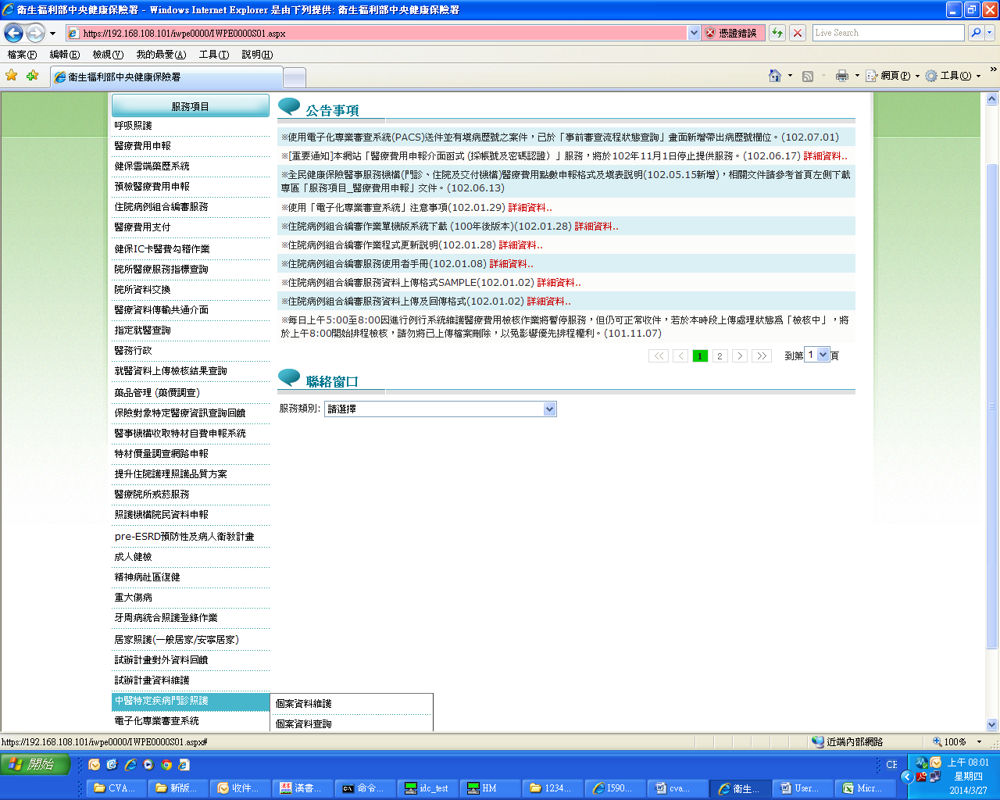 衛生福利部中央健康保險署 - Windows Internet Explorer 是由下列提供: 衛生福利部中央健康保險署
https://192.168.108.101/iwpe0000/IWPE0000S01.aspx
憑證錯誤
Live Search
檔案(F) 編輯(E) 檢視(V) 我的最愛(A) 工具(T) 說明(H)
衛生福利部中央健康保險署
網頁(P) 工具(O)
服務項目
呼吸照護
醫療費用申報
健保雲端藥歷系統
預檢醫療費用申報
住院病例組合編審服務
醫療費用支付
健保IC卡醫費勾稽作業
院所醫療服務指標查詢
院所資料交換
醫療資料傳輸共通介面
指定就醫查詢
醫務行政
就醫資料上傳檢核結果查詢
藥品管理 (藥價調查)
保險對象特定醫療資訊查詢回饋
醫事機構收取特材自費申報系統
特材價量調查網路申報
提升住院護理照護品質方案
醫療院所戒菸服務
照護機構院民資料申報
pre-ESRD預防性及病人衛教計畫
成人健檢
精神病社區復健
重大傷病
牙周病統合照護登錄作業
居家照護(一般居家/安寧居家)
試辦計畫對外資料回饋
試辦計畫資料維護
中醫特定疾病門診照護
電子化專業審查系統
個案資料維護
個案資料查詢
公告事項
※使用電子化專業審查系統(PACS)送件並有填病歷號之案件，已於「事前審查流程狀態查詢」畫面新增帶出病歷號欄位。(102.07.01)
※[重要通知]本網站「醫療費用申報介面函式 (採帳號及密碼認證）」服務，將於102年11月1日停止提供服務。(102.06.17) 詳細資料..
※全民健康保險醫事服務機構(門診、住院及交付機構)醫療費用點數申報格式及填表說明(102.05.15新增)，相關文件請參考首頁左側下載
專區「服務項目_醫療費用申報」文件。(102.06.13)
※使用「電子化專業審查系統」注意事項(102.01.29) 詳細資料..
※住院病例組合編審作業單機版系統下載 (100年後版本)(102.01.28) 詳細資料..
※住院病例組合編審作業程式更新說明(102.01.28) 詳細資料..
※住院病例組合編審服務使用者手冊(102.01.08) 詳細資料..
※住院病例組合編審服務資料上傳格式SAMPLE(102.01.02) 詳細資料..
※住院病例組合編審服務資料上傳及回傳格式(102.01.02) 詳細資料..
※每日上午5:00至8:00因進行例行系統維護醫療費用檢核作業將暫停服務，但仍可正常收件，若於本時段上傳處理狀態為「檢核中」，將
於上午8:00開始排程檢核，請勿將已上傳檔案刪除，以免影響優先排程權利。(101.11.07)
<< < 1 2 > >> 到第 1 頁
聯絡窗口
服務類別: 請選擇
https://192.168.108.101/iwpe0000/IWPE0000S01.aspx#
近端內部網路
100%
開始
上午 08:01
星期四
2014/3/27
CVA... 新版... 收件... 漢書... 命令... idc_test HM 1234... I590... cva... 衛生... User... Micr...